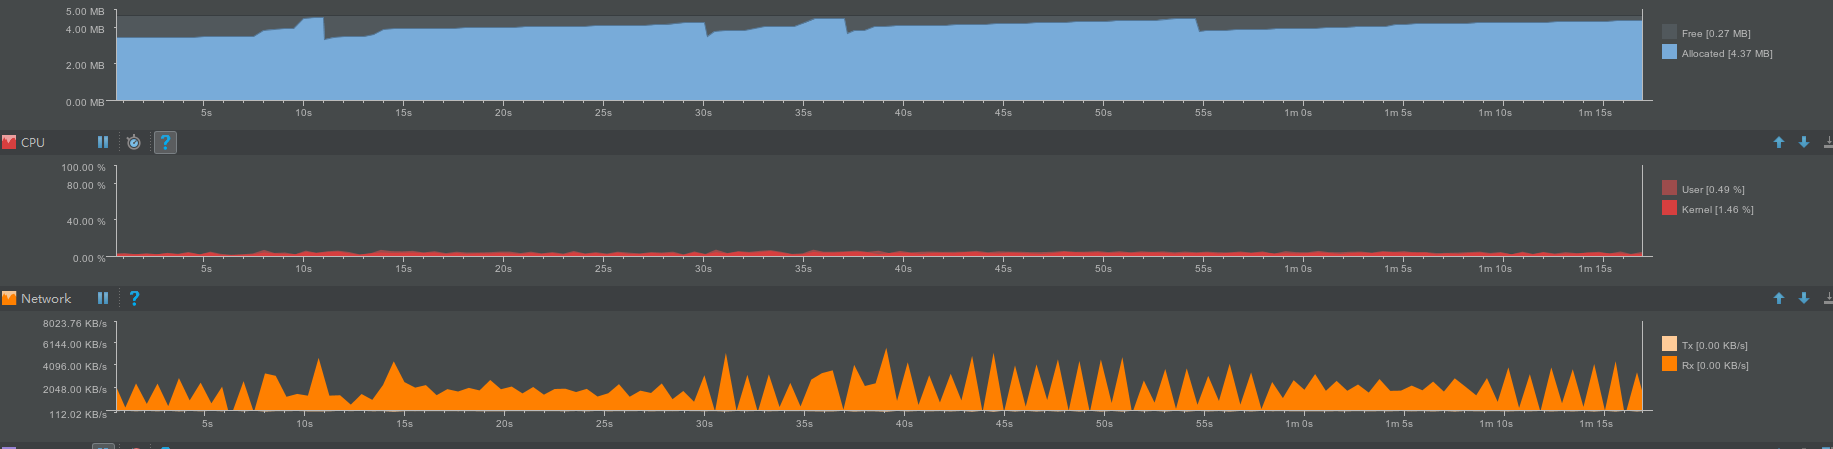 5.00 MB
4.00 MB
2.00 MB
0.00 MB
Free [0.27 MB]
Allocated [4.37 MB]
5s 10s 15s 20s 25s 30s 35s 40s 45s 50s 55s 1m 0s 1m 5s 1m 10s 1m 15s
CPU ?
100.00 %
80.00 %
40.00 %
0.00 %
User [0.49 %]
Kernel [1.46 %]
5s 10s 15s 20s 25s 30s 35s 40s 45s 50s 55s 1m 0s 1m 5s 1m 10s 1m 15s
Network ?
8023.76 KB/s
6144.00 KB/s
4096.00 KB/s
2048.00 KB/s
112.02 KB/s
Tx [0.00 KB/s]
Rx [0.00 KB/s]
5s 10s 15s 20s 25s 30s 35s 40s 45s 50s 55s 1m 0s 1m 5s 1m 10s 1m 15s